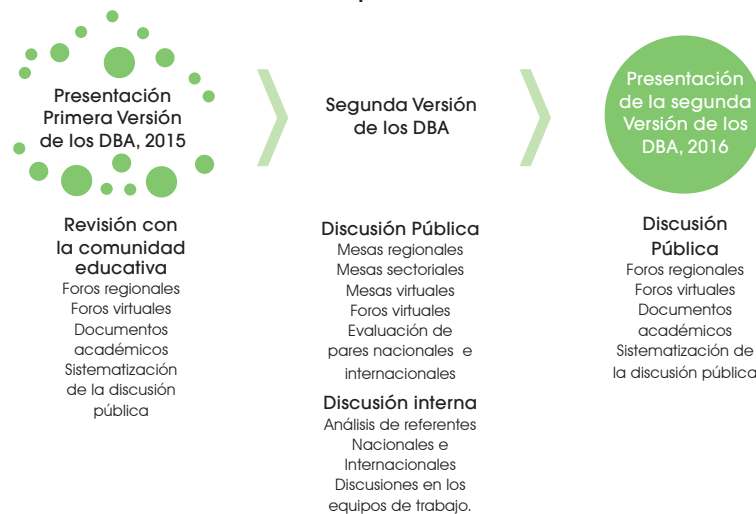 Presentación
Primera Versión
de los DBA, 2015
Revisión con
la comunidad
educativa
Foros regionales
Foros virtuales
Documentos
académicos
Sistematización
de la discusión
pública
Segunda Versión
de los DBA
Discusión Pública
Mesas regionales
Mesas sectoriales
Mesas virtuales
Foros virtuales
Evaluación de
pares nacionales e
internacionales
Discusión interna
Análisis de referentes
Nacionales e
Internacionales
Discusiones en los
equipos de trabajo.
Presentación
de la segunda
Versión de los
DBA, 2016
Discusión
Pública
Foros regionales
Foros virtuales
Documentos
académicos
Sistematización de
la discusión pública